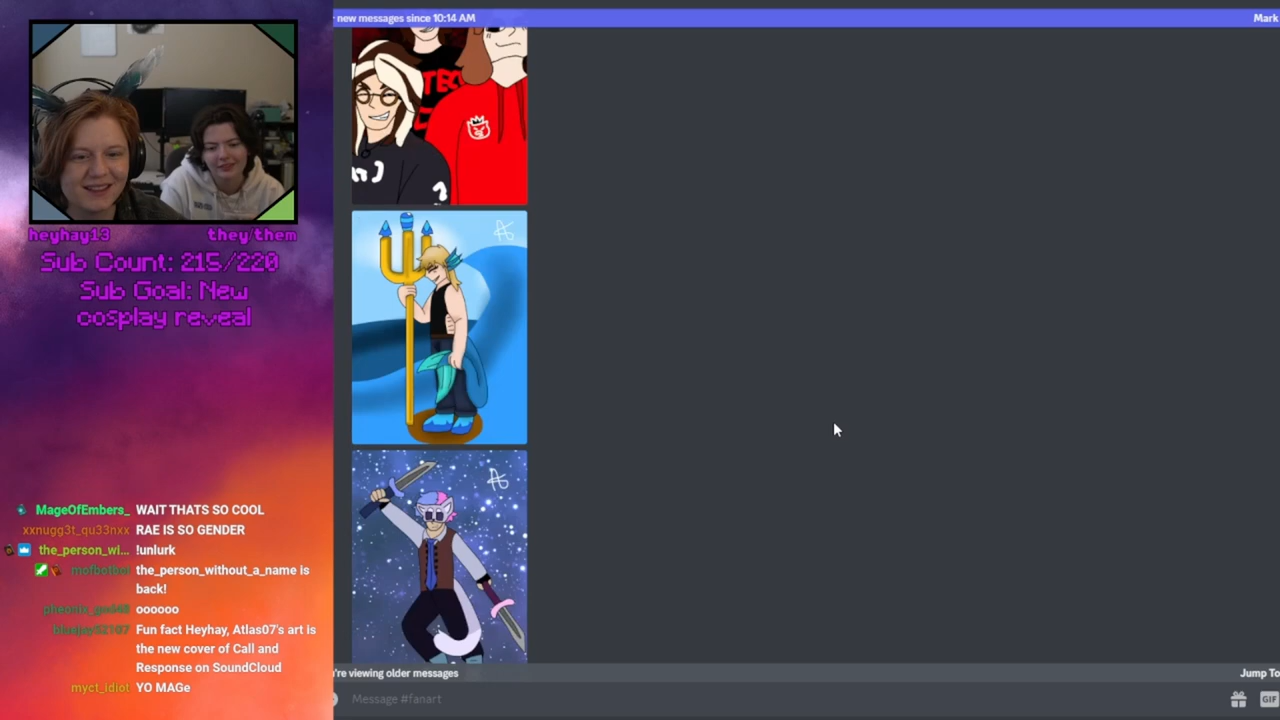 new messages since 10:14 AM
Mark
heyhay13
they/them
Sub Count: 215/220
Sub Goal: New
cosplay reveal
MageOfEmbers_ WAIT THATS SO COOL
xxnugg3t_qu33nxx RAE IS SO GENDER
the_person_wi... !unlurk
the_person_without_a_name is
back!
oooooo
Fun fact Heyhay, Atlas07's art is
the new cover of Call and
Response on SoundCloud
myct_idiot YO MAGe
're viewing older messages
Jump To
Message #fanart
GIF